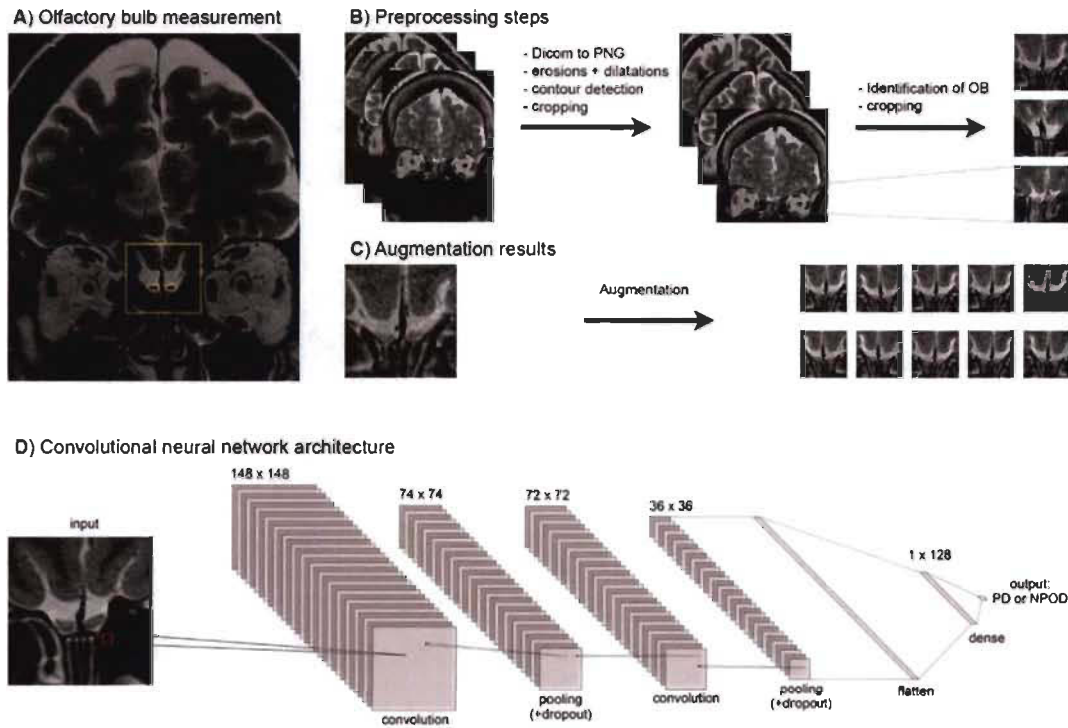 A) Olfactory bulb measurement
B) Preprocessing steps
- Dicom to PNG
- erosions + dilatations
- contour detection
- cropping
- Identification of OB
- cropping
C) Augmentation results
Augmentation
D) Convolutional neural network architecture
input
148 x 148
74 x 74
72 x 72
36 x 36
1 x 128
output:
PD or NPOD
dense
flatten
convolution
pooling
(+dropout)
convolution
pooling
(+dropout)